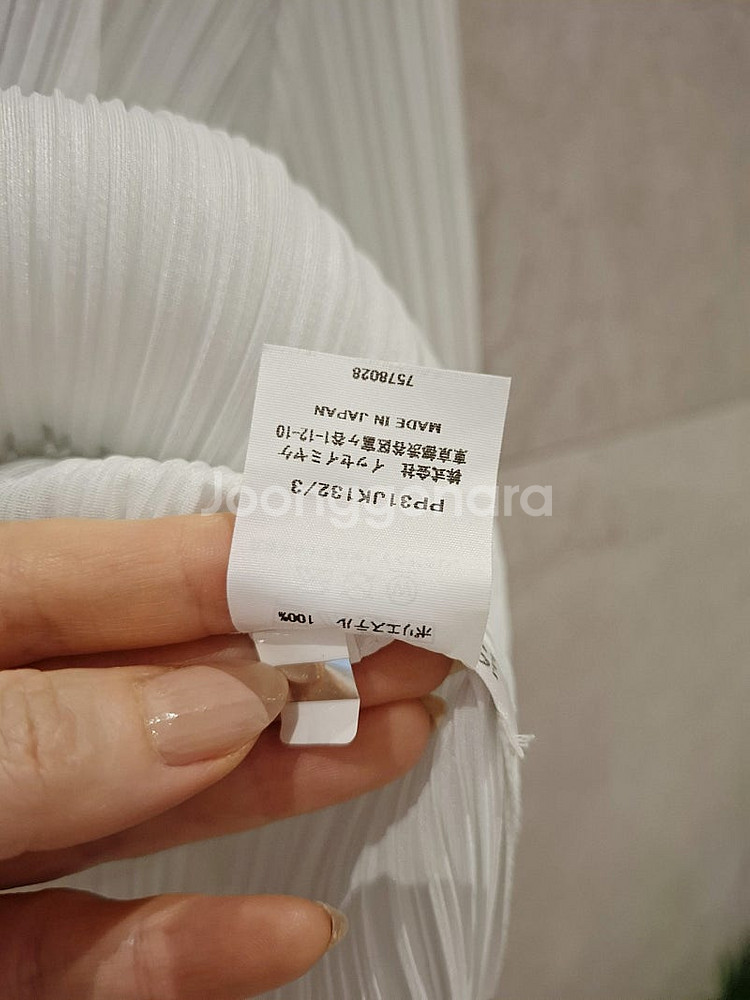 ポリエステル 100%
PP31JK132/3
株式会社 イッセイミヤケ
東京都渋谷区富ヶ谷1-12-10
MADE IN JAPAN
7578028
Joonggonara